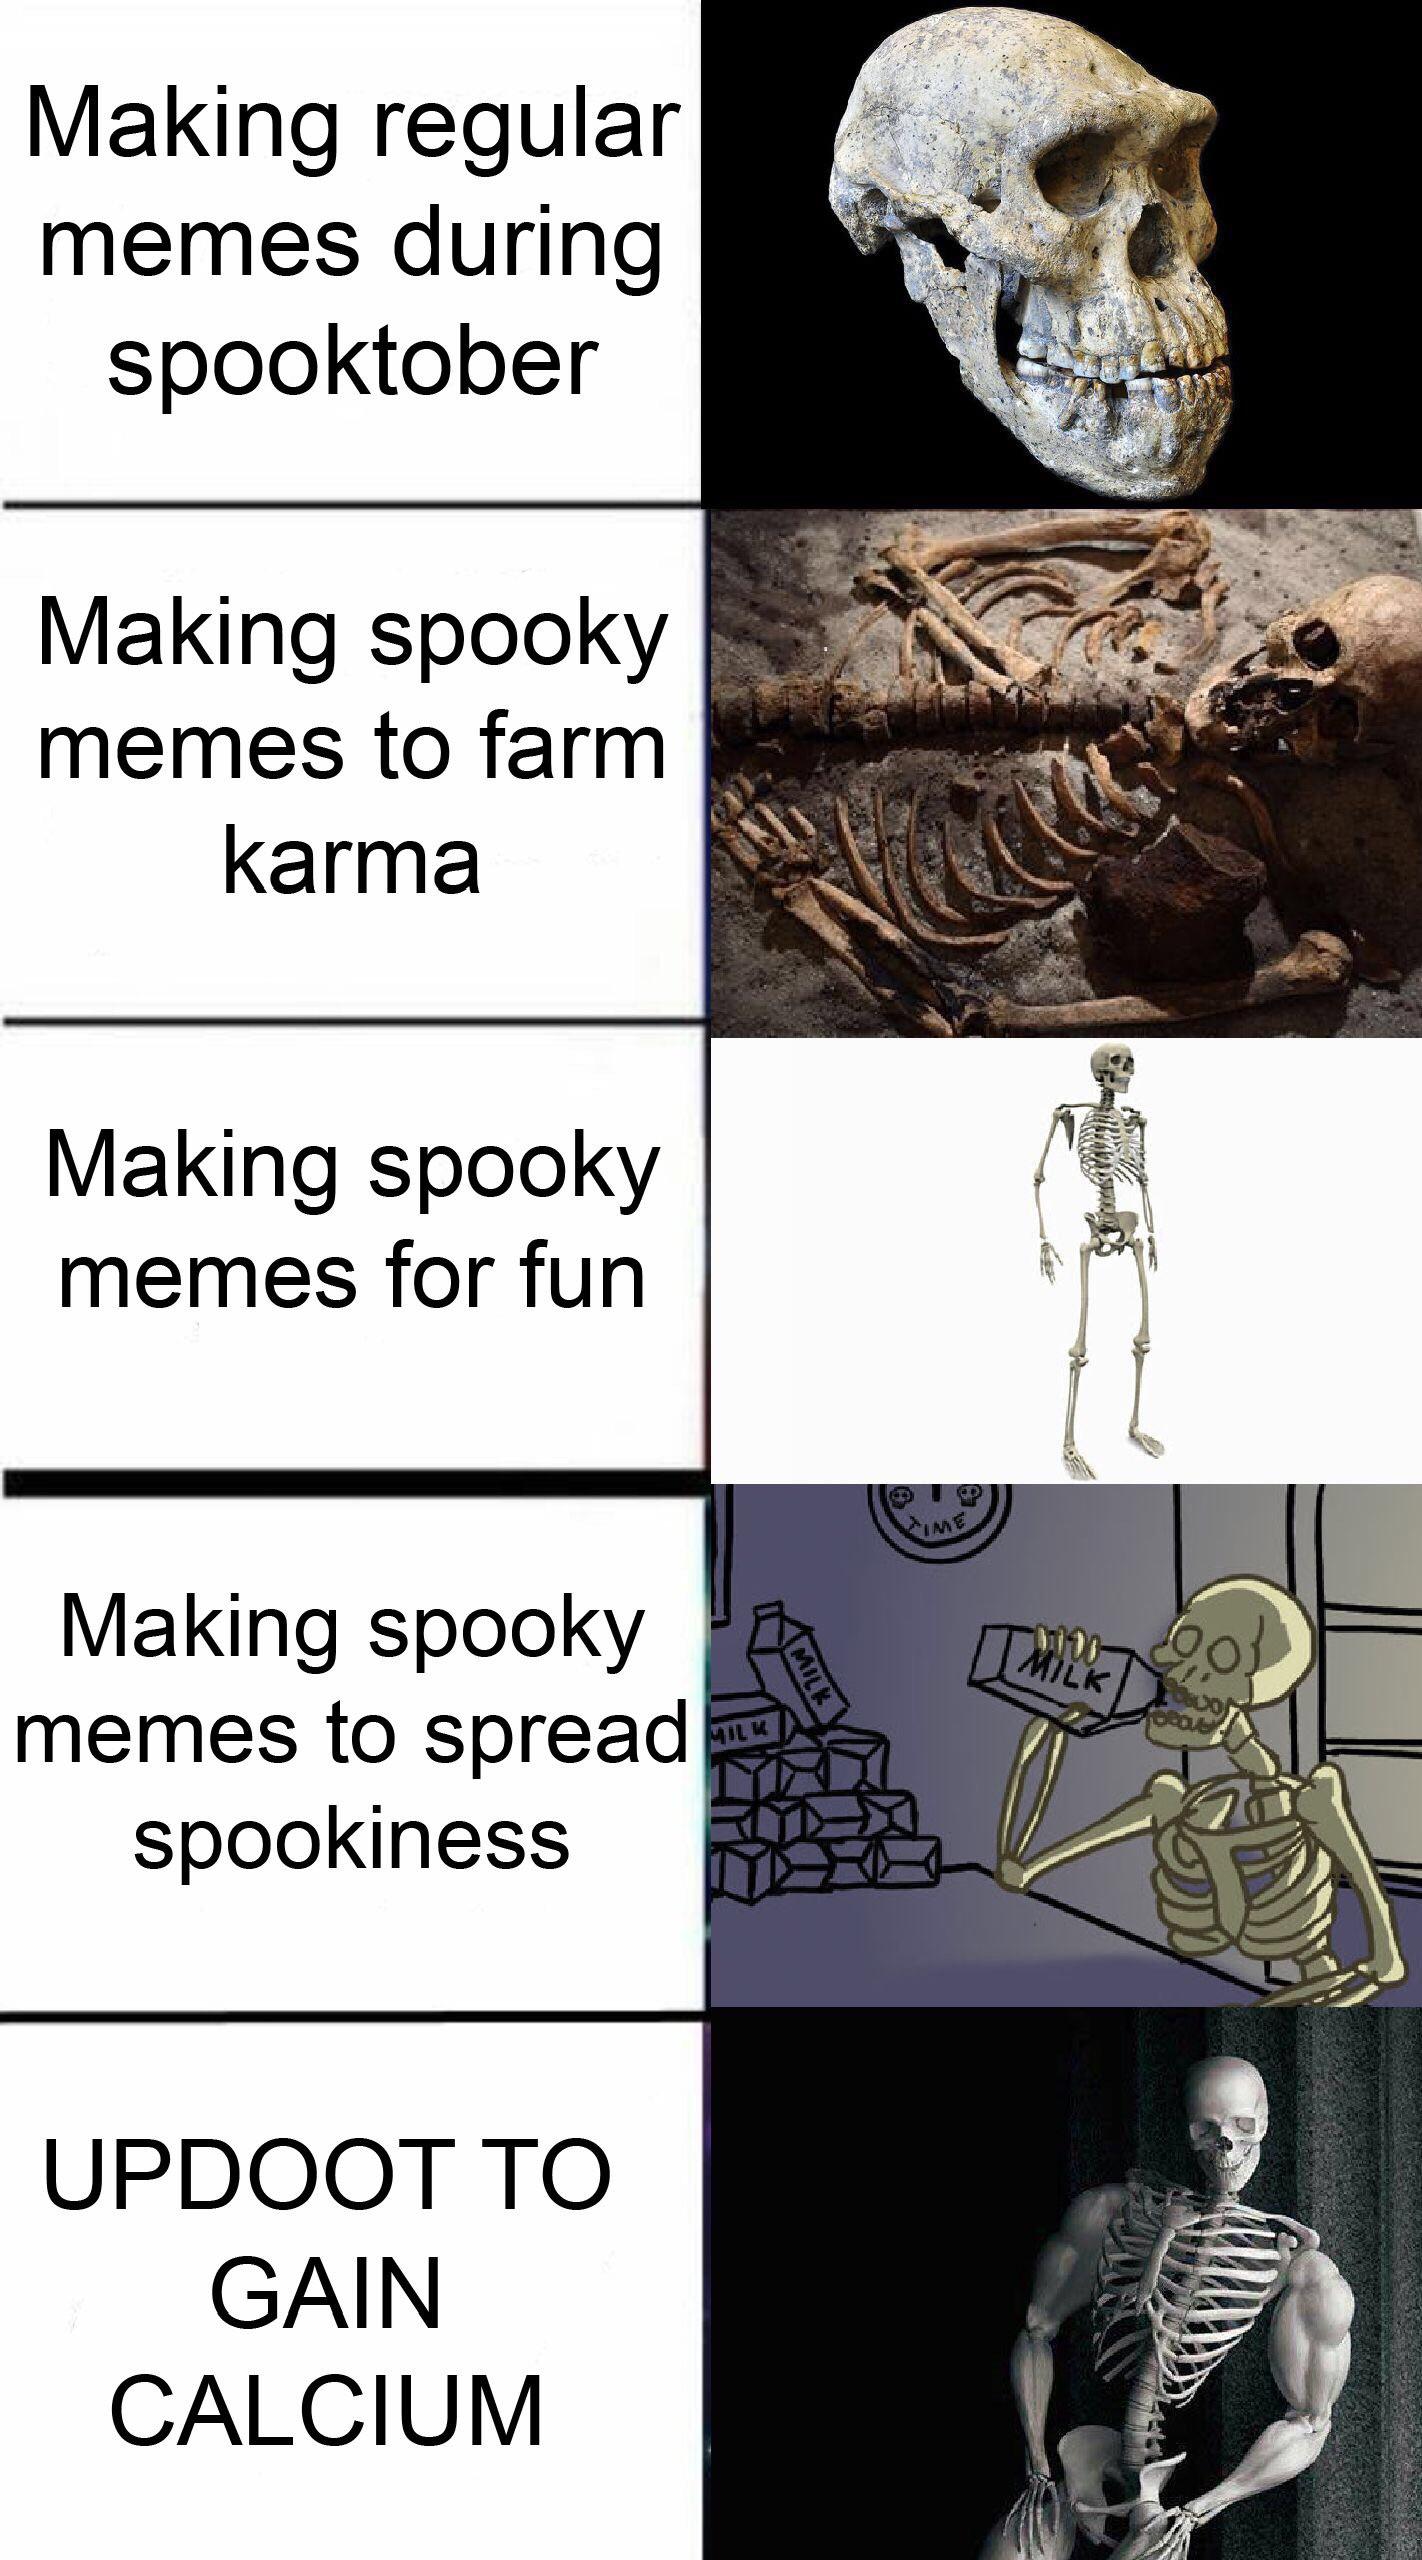 Making regular
memes during
spooktober
Making spooky
memes to farm
karma
Making spooky
memes for fun
TIME
Making spooky
memes to spread
spookiness
MILK
MILK
MILK
UPDOOT TO
GAIN
CALCIUM